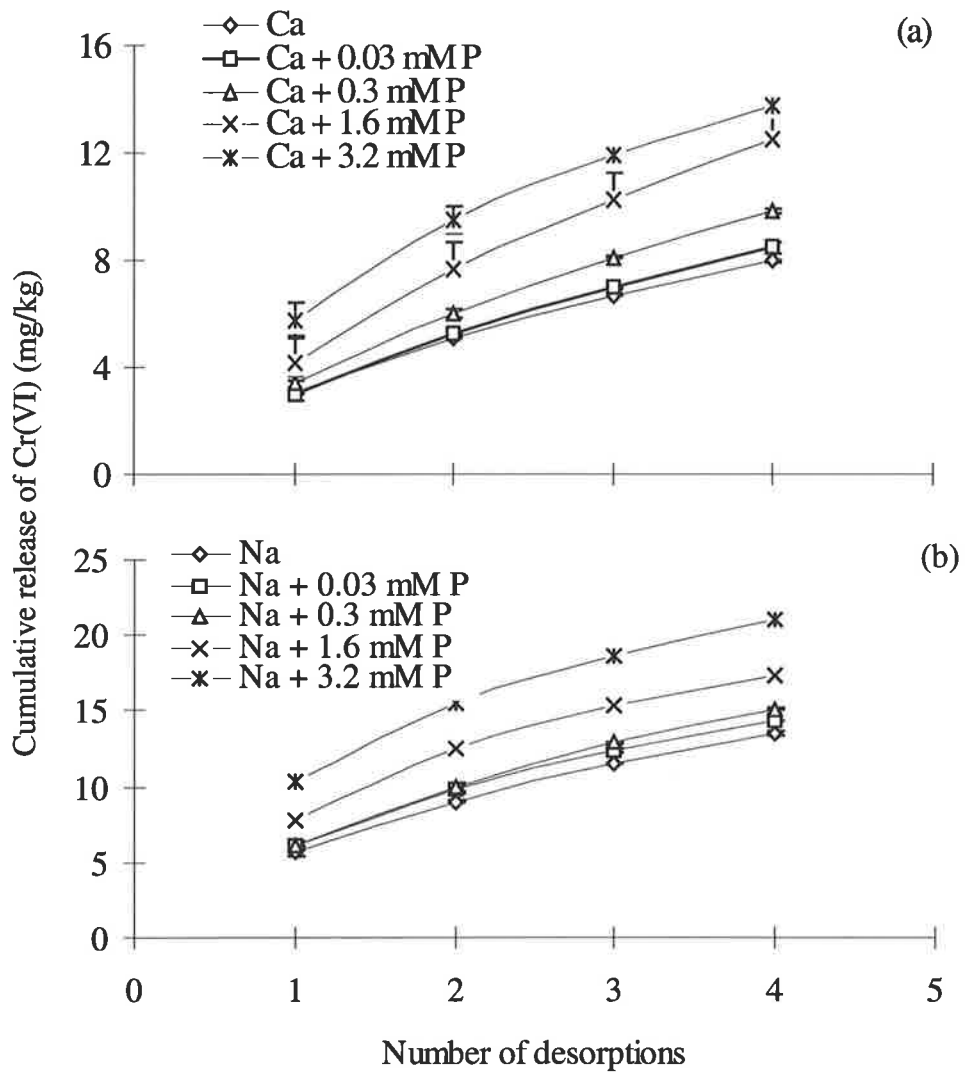 (a)
Ca
Ca + 0.03 mM P
Ca + 0.3 mM P
Ca + 1.6 mM P
Ca + 3.2 mM P
16
12
8
4
0
Cumulative release of Cr(VI) (mg/kg)
(b)
Na
Na + 0.03 mM P
Na + 0.3 mM P
Na + 1.6 mM P
Na + 3.2 mM P
25
20
15
10
5
0
0 1 2 3 4 5
Number of desorptions